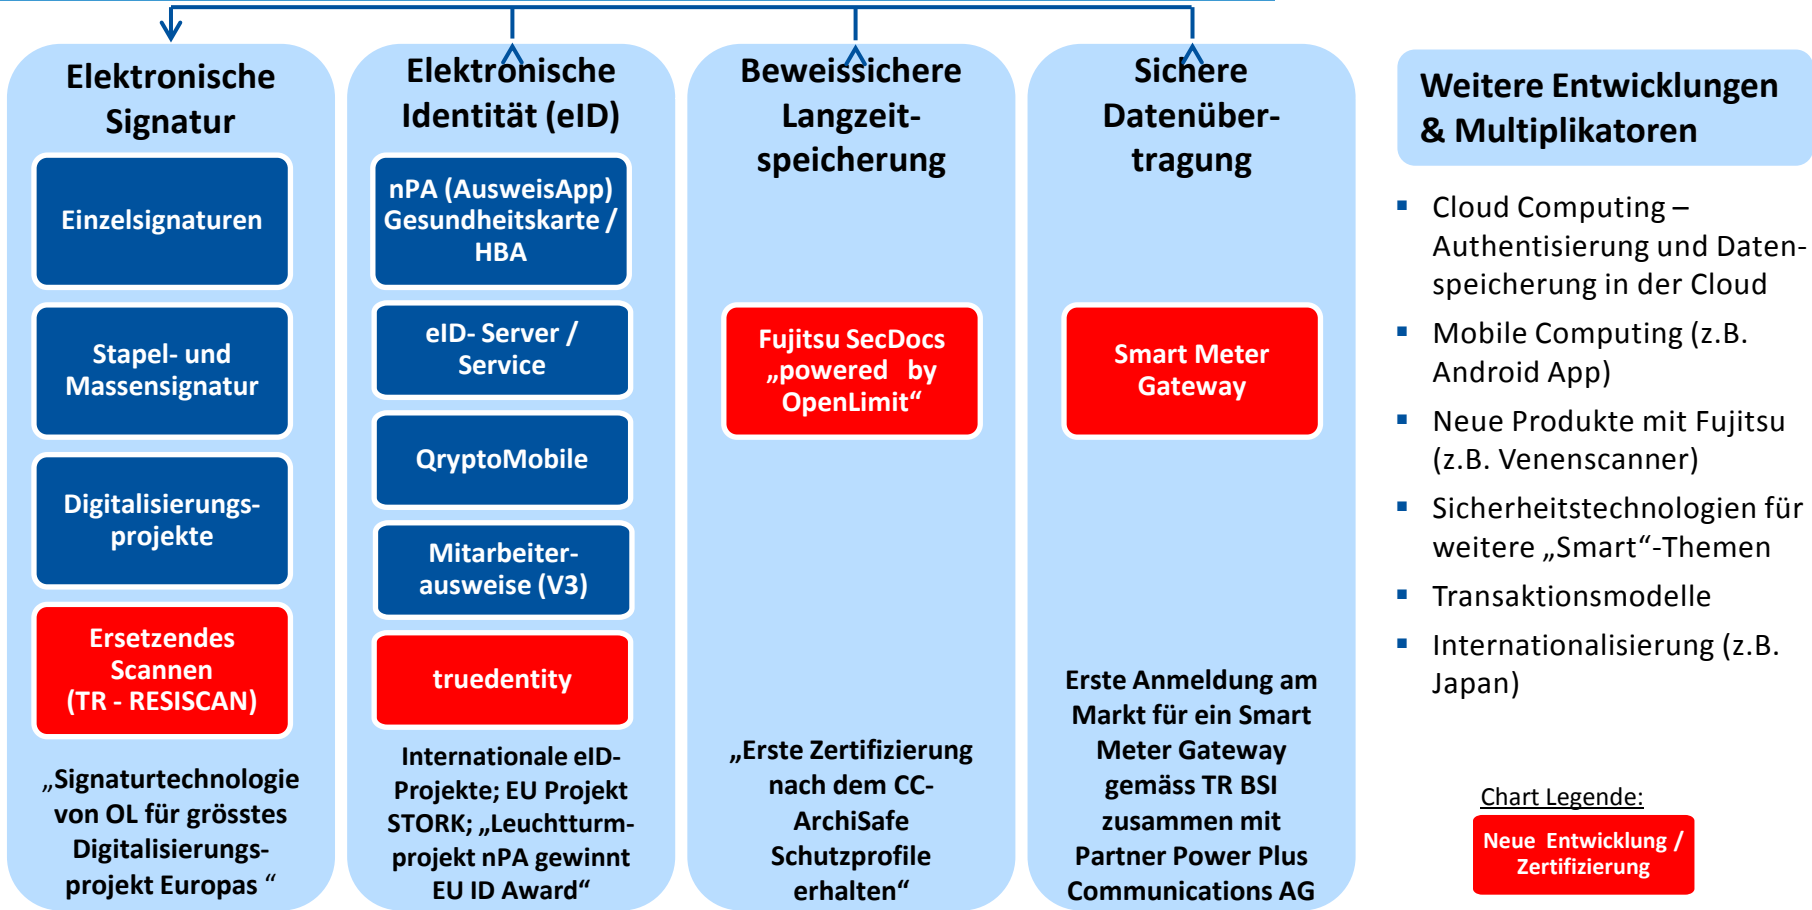 Elektronische
Signatur
Einzelsignaturen
Stapel- und
Massensignatur
Digitalisierungs-
projekte
Ersetzendes
Scannen
(TR - RESISCAN)
„Signaturtechnologie
von OL für grösstes
Digitalisierungs-
projekt Europas “
Elektronische
Identität (eID)
nPA (AusweisApp)
Gesundheitskarte /
HBA
eID- Server /
Service
QryptoMobile
Mitarbeiter-
ausweise (V3)
truedentity
Internationale eID-
Projekte; EU Projekt
STORK; „Leuchtturm-
projekt nPA gewinnt
EU ID Award“
Beweissichere
Langzeit-
speicherung
Fujitsu SecDocs
„powered by
OpenLimit“
„Erste Zertifizierung
nach dem CC-
ArchiSafe
Schutzprofile
erhalten“
Sichere
Datenüber-
tragung
Smart Meter
Gateway
Erste Anmeldung am
Markt für ein Smart
Meter Gateway
gemäss TR BSI
zusammen mit
Partner Power Plus
Communications AG
Weitere Entwicklungen
& Multiplikatoren
▪ Cloud Computing –
Authentisierung und Daten-
speicherung in der Cloud
▪ Mobile Computing (z.B.
Android App)
▪ Neue Produkte mit Fujitsu
(z.B. Venenscanner)
▪ Sicherheitstechnologien für
weitere „Smart“-Themen
▪ Transaktionsmodelle
▪ Internationalisierung (z.B.
Japan)
Chart Legende:
Neue Entwicklung /
Zertifizierung